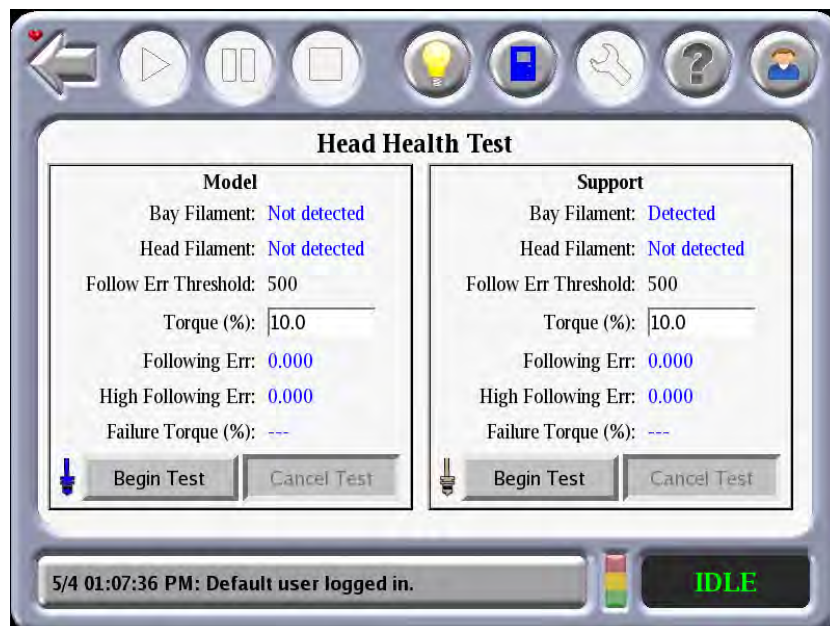 Head Health Test
Model
Bay Filament: Not detected
Head Filament: Not detected
Follow Err Threshold: 500
Torque (%): 10.0
Following Err: 0.000
High Following Err: 0.000
Failure Torque (%): ---
Begin Test
Cancel Test
Support
Bay Filament: Detected
Head Filament: Not detected
Follow Err Threshold: 500
Torque (%): 10.0
Following Err: 0.000
High Following Err: 0.000
Failure Torque (%): ---
Begin Test
Cancel Test
5/4 01:07:36 PM: Default user logged in.
IDLE